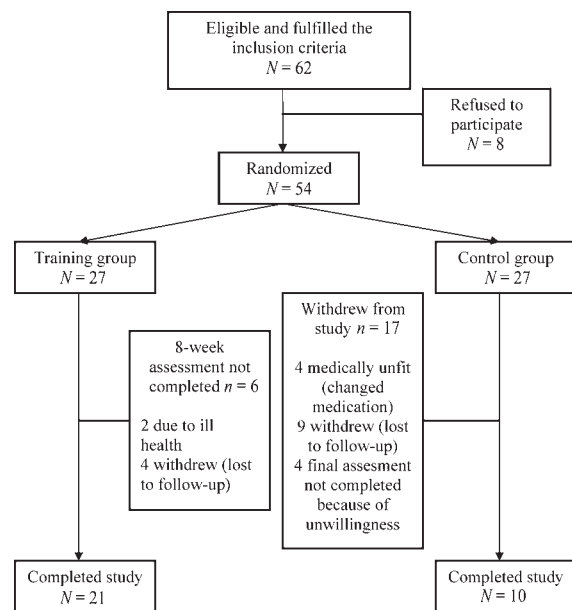 Eligible and fulfilled the
inclusion criteria
N = 62
Refused to
participate
N = 8
Randomized
N = 54
Training group
N = 27
Control group
N = 27
8-week
assessment not
completed n = 6
2 due to ill
health
4 withdrew (lost
to follow-up)
Withdrew from
study n = 17
4 medically unfit
(changed
medication)
9 withdrew (lost
to follow-up)
4 final assesment
not completed
because of
unwillingness
Completed study
N = 21
Completed study
N = 10